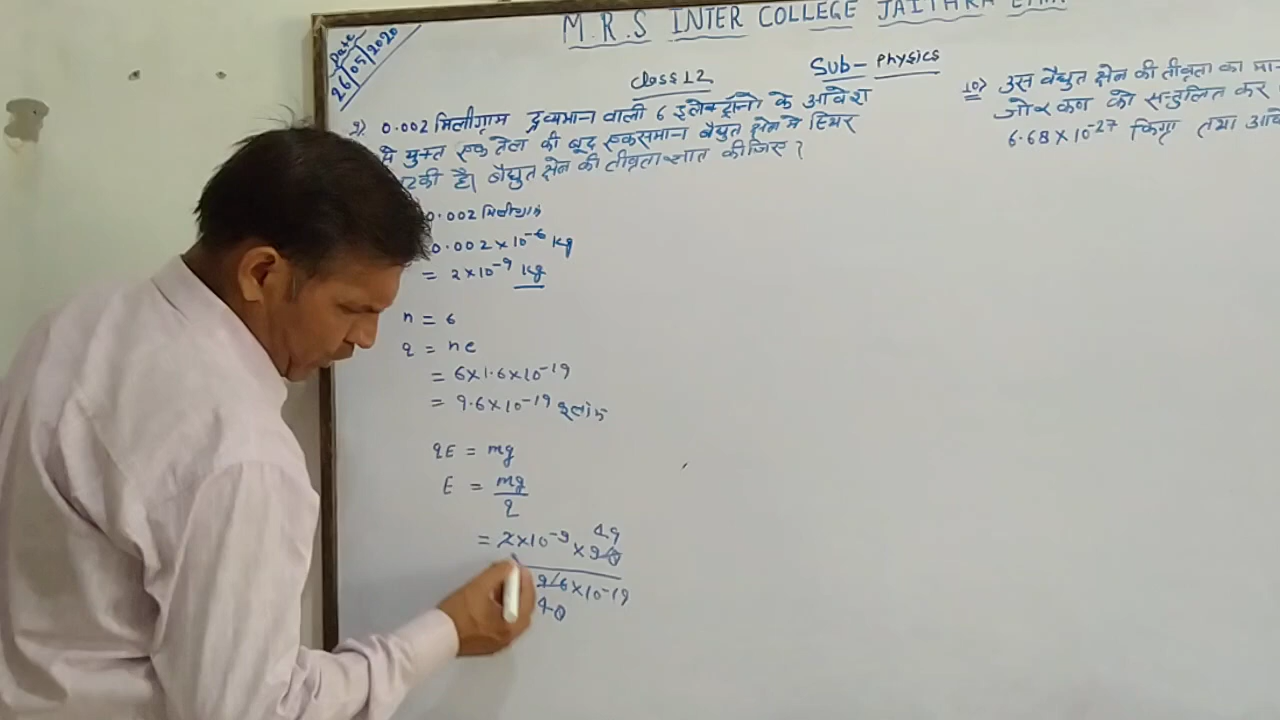 M.R.S INTER COLLEGE JAITHRA
Date
26/05/2020
Class 12
Sub- Physics
9) 0.002 मिलीग्राम द्रव्यमान वाली 6 इलेक्ट्रॉनो के आवेश
से युक्त एक तेल की बूंद एकसमान वैद्युत क्षेत्र मे स्थिर
लटकी है। वैद्युत क्षेत्र की तीव्रता ज्ञात कीजिए ?
0.002 मिलीग्राम
0.002 × 10⁻⁶ kg
= 2×10⁻⁹ kg
n = 6
q = ne
= 6×1.6×10⁻¹⁹
= 9.6×10⁻¹⁹ कूलॉम
qE = mg
E = mg/q
= 2×10⁻⁹ × 9.8
49
9.6×10⁻¹⁹
10) उस वैद्युत क्षेत्र की तीव्रता का मान
जो α कण को सन्तुलित कर
6.68×10⁻²⁷ किग्रा तथा